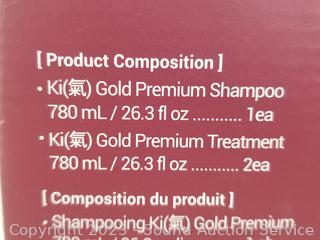 [ Product Composition ]
• Ki(氣) Gold Premium Shampoo
780 mL / 26.3 fl oz ........... 1ea
• Ki(氣) Gold Premium Treatment
780 mL / 26.3 fl oz ........... 2ea
[ Composition du produit ]
• Shampooing Ki(氣) Gold Premium
Copyright 2023 - Sound Auction Service